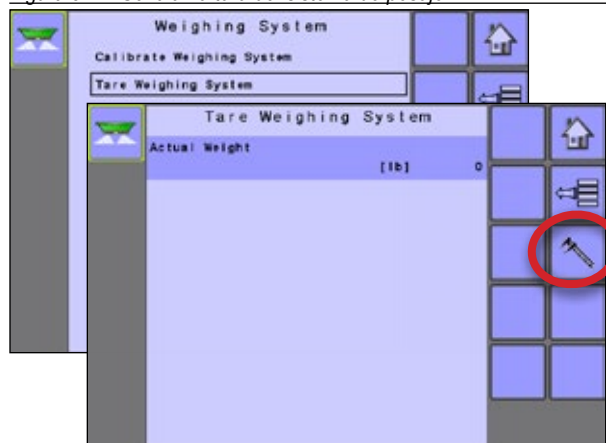 Weighing System
Calibrate Weighing System
Tare Weighing System
Tare Weighing System
Actual Weight
[lb] 0